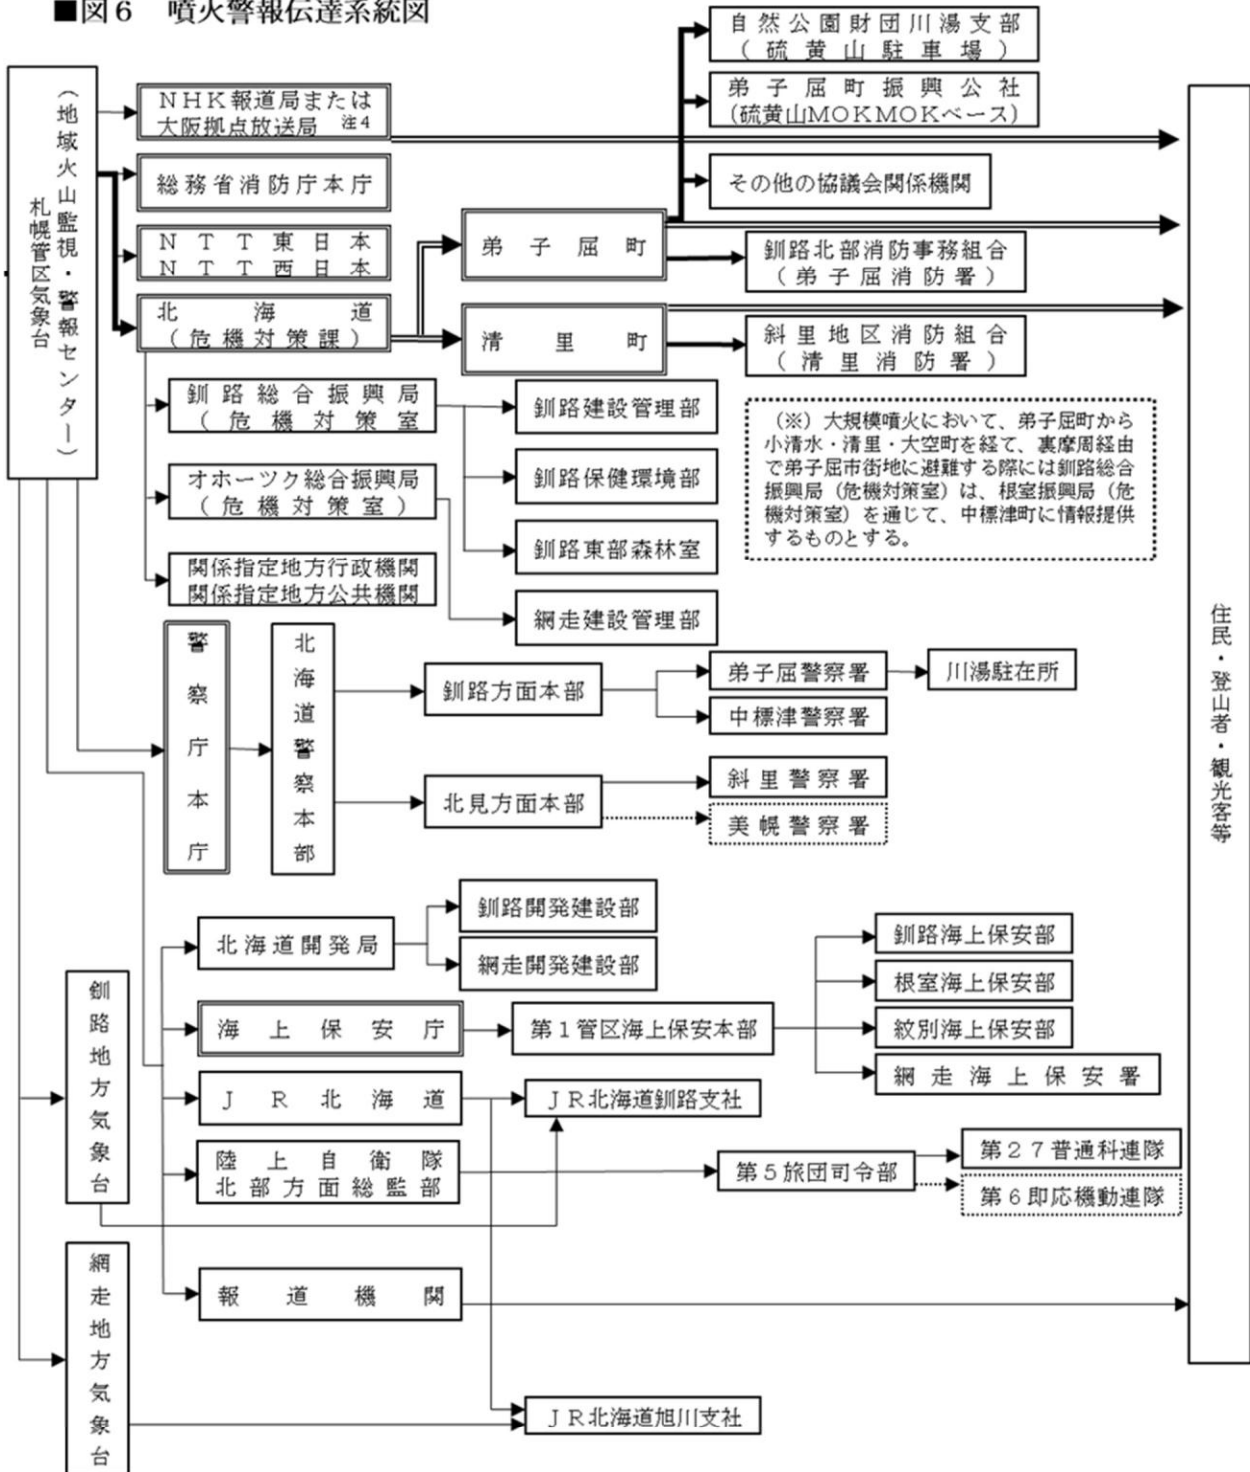 ■図６　噴火警報伝達系統図
札幌管区気象台
（地域火山監視・警報センター）
ＮＨＫ報道局または
大阪拠点放送局　注４
総務省消防庁本庁
ＮＴＴ東日本
ＮＴＴ西日本
北海道
（危機対策課）
弟子屈町
清里町
自然公園財団川湯支部
（硫黄山駐車場）
弟子屈町振興公社
(硫黄山ＭＯＫＭＯＫベース)
その他の協議会関係機関
釧路北部消防事務組合
（弟子屈消防署）
斜里地区消防組合
（清里消防署）
釧路総合振興局
（危機対策室
オホーツク総合振興局
（危機対策室）
関係指定地方行政機関
関係指定地方公共機関
釧路建設管理部
釧路保健環境部
釧路東部森林室
網走建設管理部
（※）大規模噴火において、弟子屈町から
小清水・清里・大空町を経て、裏摩周経由
で弟子屈市街地に避難する際には釧路総合
振興局（危機対策室）は、根室振興局（危
機対策室）を通じて、中標津町に情報提供
するものとする。
警察庁本庁
北海道警察本部
釧路方面本部
弟子屈警察署
川湯駐在所
中標津警察署
北見方面本部
斜里警察署
美幌警察署
北海道開発局
釧路開発建設部
網走開発建設部
海上保安庁
第１管区海上保安本部
釧路海上保安部
根室海上保安部
紋別海上保安部
網走海上保安署
ＪＲ北海道
ＪＲ北海道釧路支社
陸上自衛隊
北部方面総監部
第５旅団司令部
第２７普通科連隊
第６即応機動連隊
報道機関
釧路地方気象台
網走地方気象台
ＪＲ北海道旭川支社
住民・登山者・観光客等